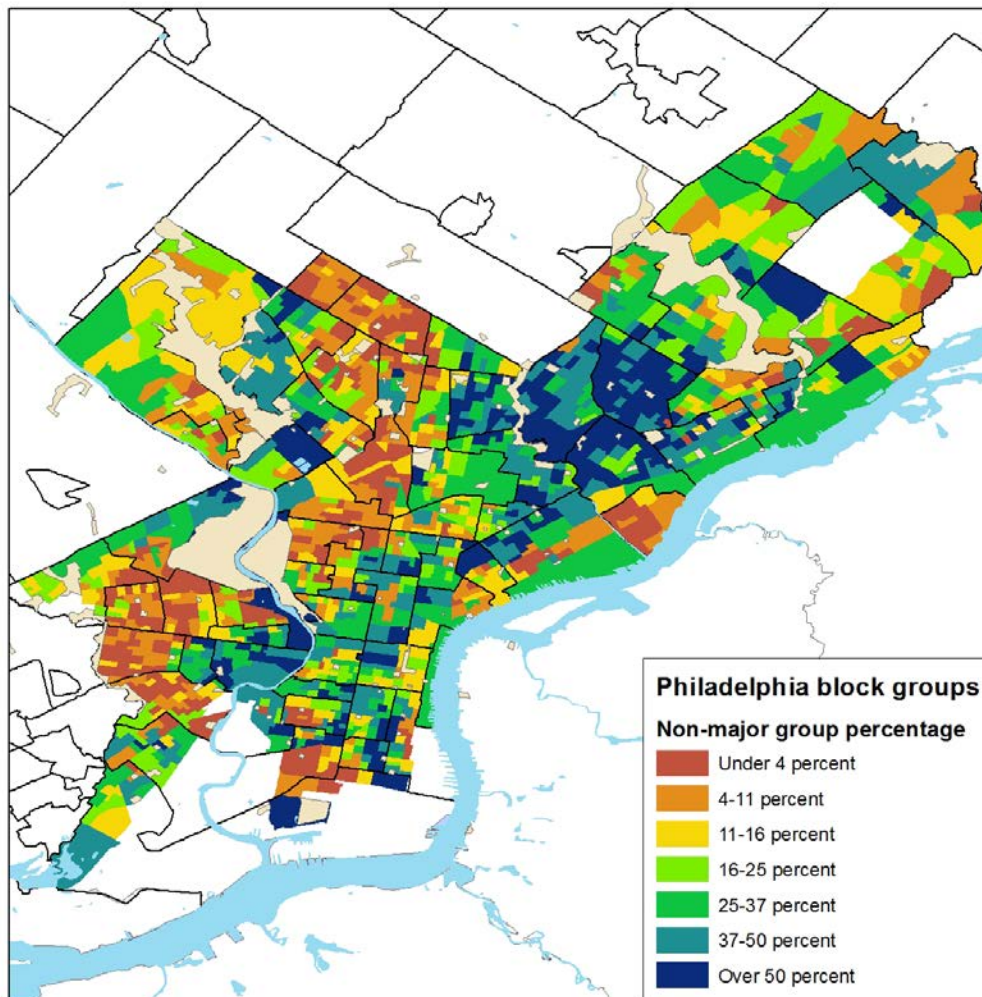 Philadelphia block groups
Non-major group percentage
Under 4 percent
4-11 percent
11-16 percent
16-25 percent
25-37 percent
37-50 percent
Over 50 percent